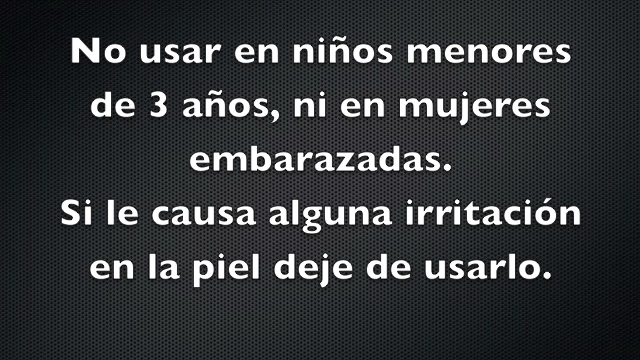 No usar en niños menores
de 3 años, ni en mujeres
embarazadas.
Si le causa alguna irritación
en la piel deje de usarlo.